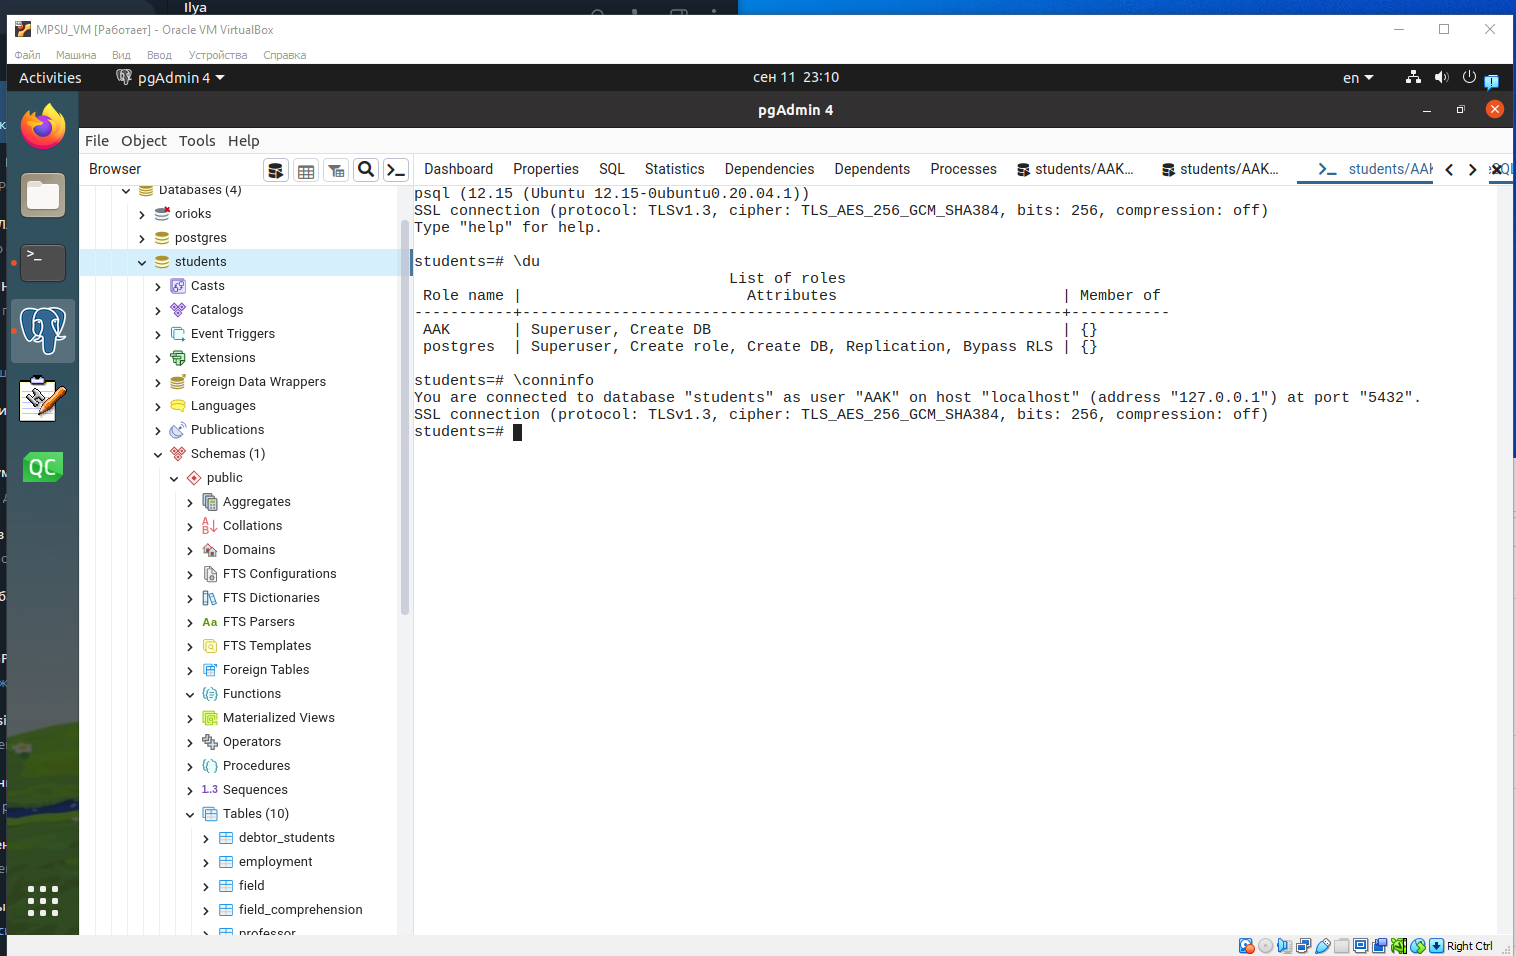 Ilya
MPSU_VM [Работает] - Oracle VM VirtualBox
Файл Машина Вид Ввод Устройства Справка
Activities pgAdmin 4 сен 11 23:10 en
pgAdmin 4
File Object Tools Help
Browser
Dashboard Properties SQL Statistics Dependencies Dependents Processes students/AAK... students/AAK... students/AAK
Databases (4)
orioks
postgres
students
Casts
Catalogs
Event Triggers
Extensions
Foreign Data Wrappers
Languages
Publications
Schemas (1)
public
Aggregates
Collations
Domains
FTS Configurations
FTS Dictionaries
Aa FTS Parsers
FTS Templates
Foreign Tables
Functions
Materialized Views
Operators
Procedures
1.3 Sequences
Tables (10)
debtor_students
employment
field
field_comprehension
professor
psql (12.15 (Ubuntu 12.15-0ubuntu0.20.04.1))
SSL connection (protocol: TLSv1.3, cipher: TLS_AES_256_GCM_SHA384, bits: 256, compression: off)
Type "help" for help.
students=# \du
List of roles
Role name | Attributes | Member of
-----------+------------------------------------------------------------+-----------
AAK | Superuser, Create DB | {}
postgres | Superuser, Create role, Create DB, Replication, Bypass RLS | {}
students=# \conninfo
You are connected to database "students" as user "AAK" on host "localhost" (address "127.0.0.1") at port "5432".
SSL connection (protocol: TLSv1.3, cipher: TLS_AES_256_GCM_SHA384, bits: 256, compression: off)
students=#
QC
Right Ctrl